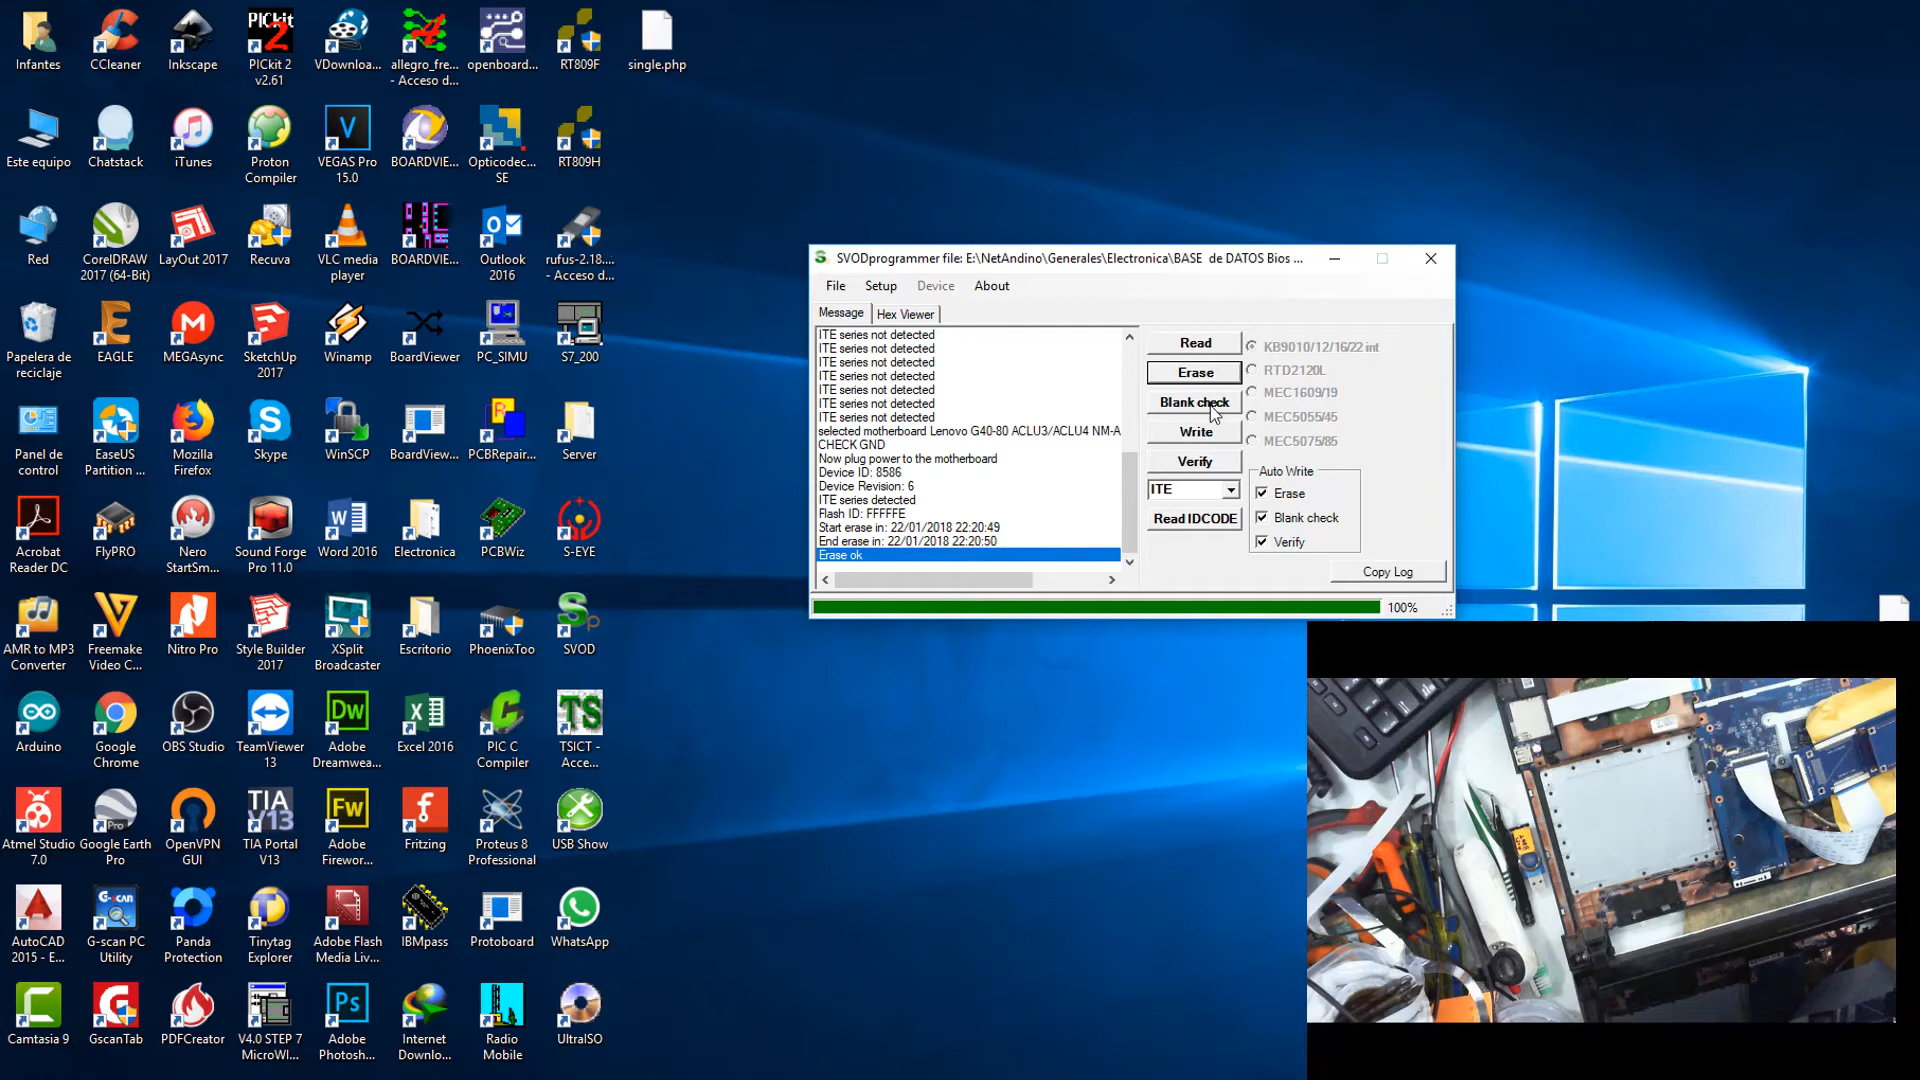 Infantes
CCleaner
Inkscape
PICkit 2
v2.61
VDownloa...
allegro_fre...
- Acceso d...
openboard...
RT809F
single.php
Este equipo
Chatstack
iTunes
Proton
Compiler
VEGAS Pro
15.0
BOARDVIE...
Opticodec...
SE
RT809H
Red
CorelDRAW
2017 (64-Bit)
LayOut 2017
Recuva
VLC media
player
BOARDVIE...
Outlook
2016
rufus-2.18....
- Acceso d...
Papelera de
reciclaje
EAGLE
MEGAsync
SketchUp
2017
Winamp
BoardViewer
PC_SIMU
S7_200
Panel de
control
EaseUS
Partition ...
Mozilla
Firefox
Skype
WinSCP
BoardView...
PCBRepair...
Server
Acrobat
Reader DC
FlyPRO
Nero
StartSm...
Sound Forge
Pro 11.0
Word 2016
Electronica
PCBWiz
S-EYE
AMR to MP3
Converter
Freemake
Video C...
Nitro Pro
Style Builder
2017
XSplit
Broadcaster
Escritorio
PhoenixToo
SVOD
Arduino
Google
Chrome
OBS Studio
TeamViewer
13
Adobe
Dreamwea...
Excel 2016
PIC C
Compiler
TSICT -
Acce...
Atmel Studio
7.0
Google Earth
Pro
OpenVPN
GUI
TIA Portal
V13
Adobe
Firewor...
Fritzing
Proteus 8
Professional
USB Show
AutoCAD
2015 - E...
G-scan PC
Utility
Panda
Protection
Tinytag
Explorer
Adobe Flash
Media Liv...
IBMpass
Protoboard
WhatsApp
Camtasia 9
GscanTab
PDFCreator
V4.0 STEP 7
MicroWI...
Adobe
Photosh...
Internet
Downlo...
Radio
Mobile
UltraISO
SVODprogrammer file: E:\NetAndino\Generales\Electronica\BASE de DATOS Bios ...
File Setup Device About
Message Hex Viewer
ITE series not detected
ITE series not detected
ITE series not detected
ITE series not detected
ITE series not detected
ITE series not detected
ITE series not detected
selected motherboard Lenovo G40-80 ACLU3/ACLU4 NM-A
CHECK GND
Now plug power to the motherboard
Device ID: 8586
Device Revision: 6
ITE series detected
Flash ID: FFFFFE
Start erase in: 22/01/2018 22:20:49
End erase in: 22/01/2018 22:20:50
Erase ok
Read
Erase
Blank check
Write
Verify
ITE
Read IDCODE
KB9010/12/16/22 int
RTD2120L
MEC1609/19
MEC5055/45
MEC5075/85
Auto Write
Erase
Blank check
Verify
Copy Log
100%